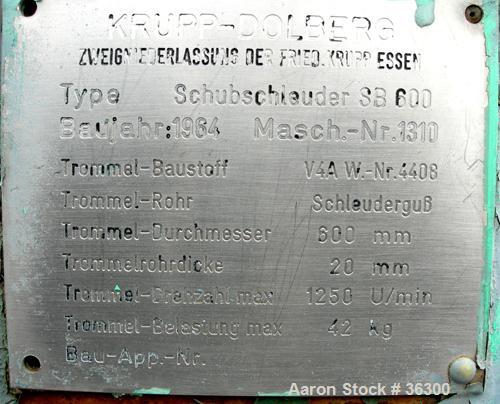 KRUPP-DOLBERG
ZWEIGNIEDERLASSUNG DER FRIED.KRUPP ESSEN
Type Schubschleuder SB 600
Baujahr:1964 Masch.-Nr.1310
Trommel-Baustoff V4A W.-Nr.4408
Trommel-Rohr Schleuderguß
Trommel-Durchmesser 600 mm
Trommelrohrdicke 20 mm
Trommel-Drehzahl max 1250 U/min
Trommel-Belastung max 42 kg
Bau-App.-Nr.
Aaron Stock # 36300